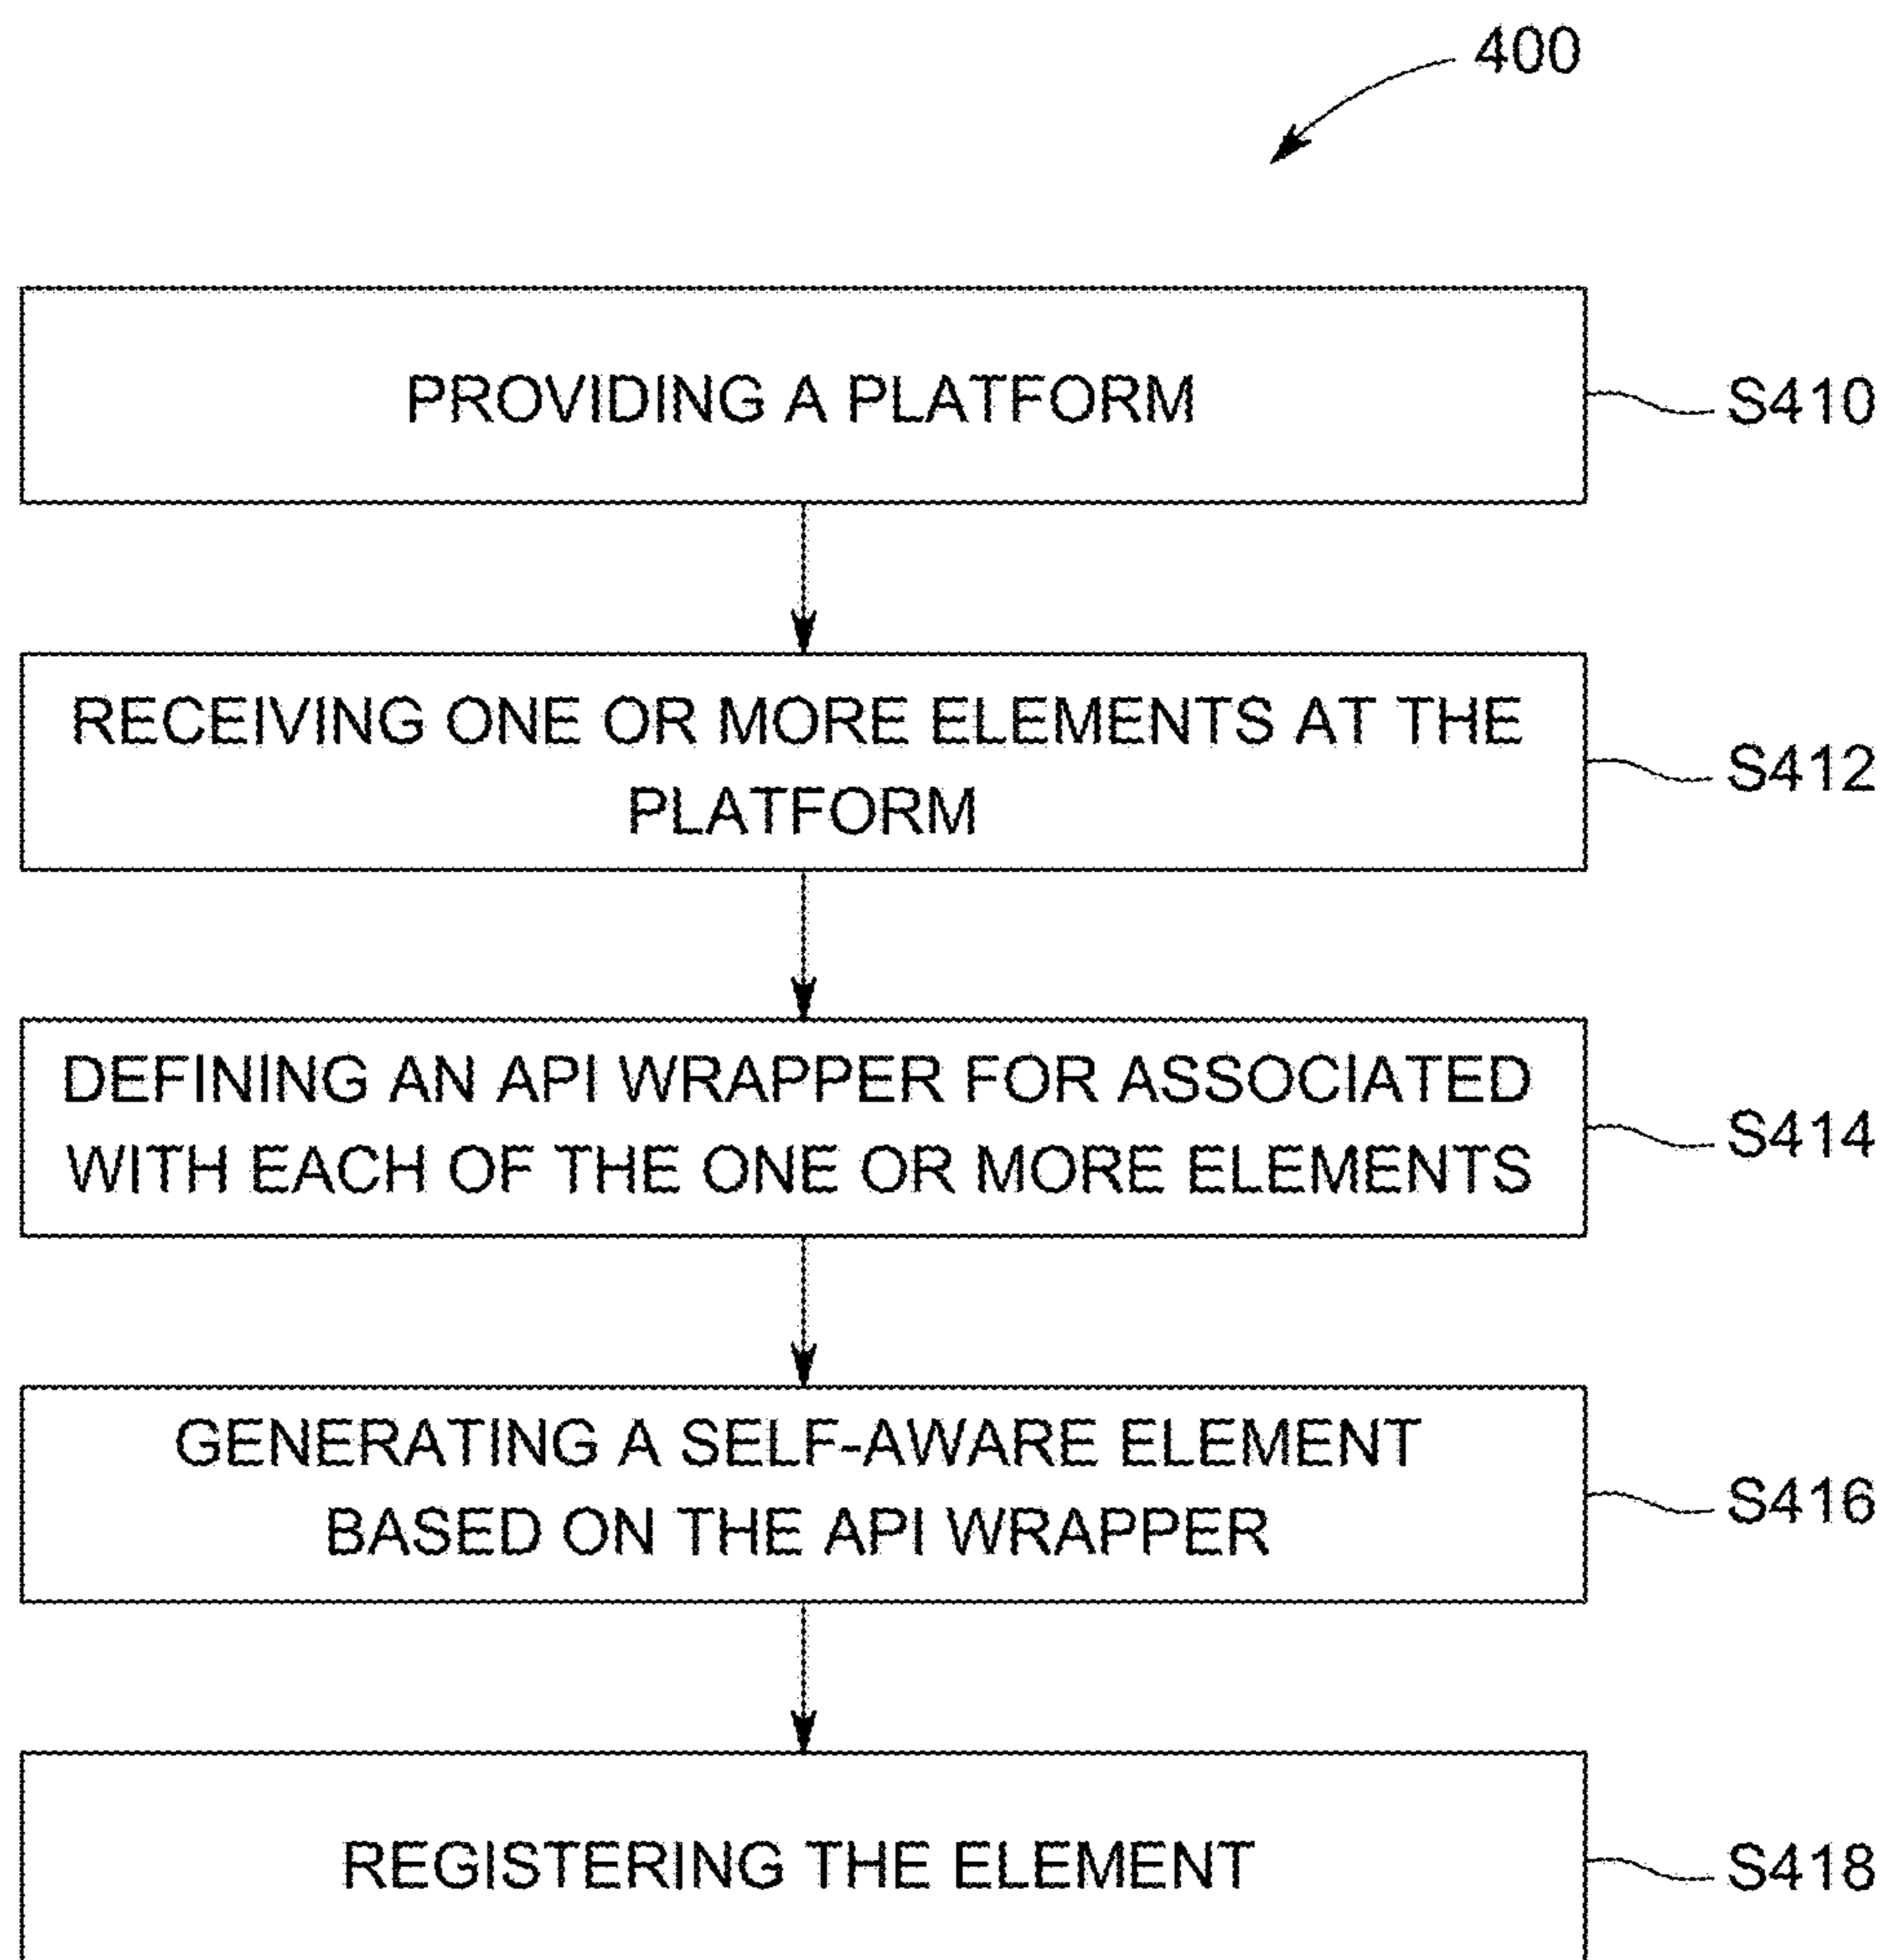 400
PROVIDING A PLATFORM
S410
RECEIVING ONE OR MORE ELEMENTS AT THE
PLATFORM
S412
DEFINING AN API WRAPPER FOR ASSOCIATED
WITH EACH OF THE ONE OR MORE ELEMENTS
S414
GENERATING A SELF-AWARE ELEMENT
BASED ON THE API WRAPPER
S416
REGISTERING THE ELEMENT
S418